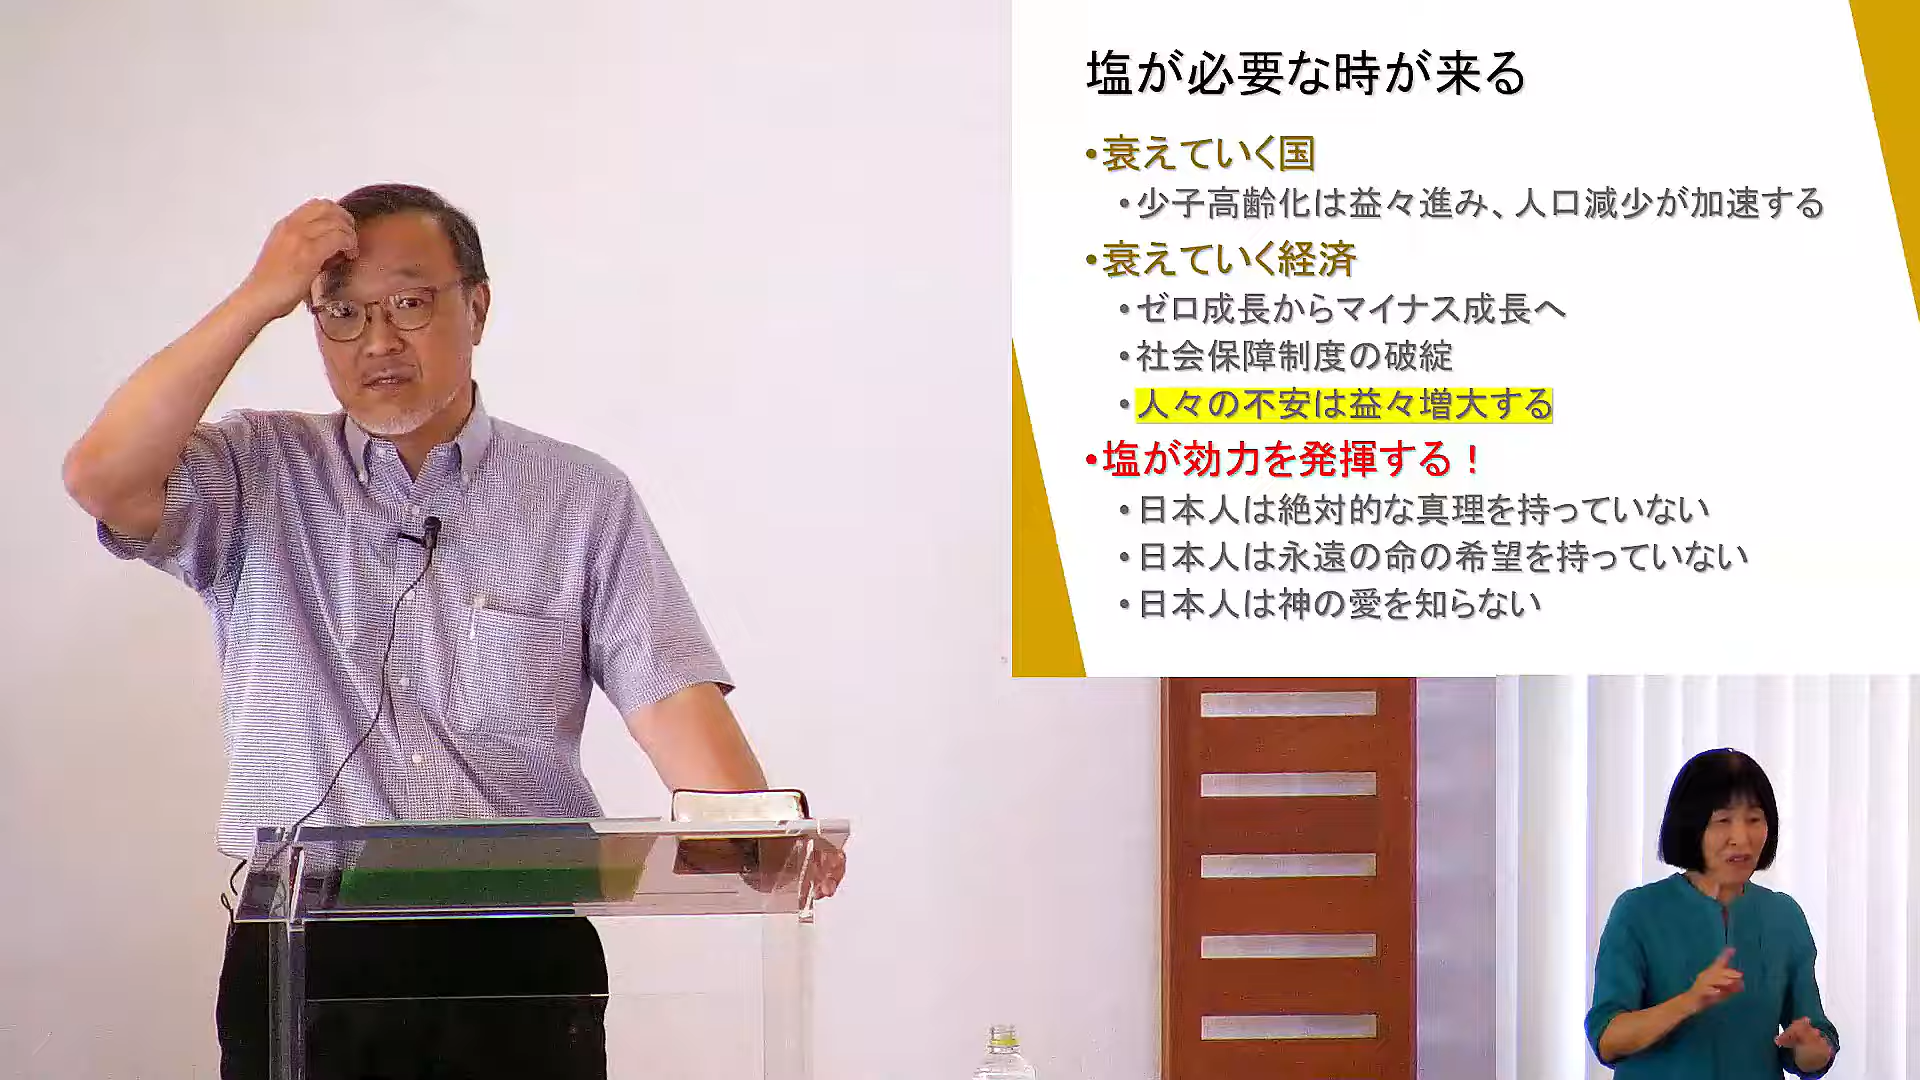 塩が必要な時が来る
•衰えていく国
•少子高齢化は益々進み、人口減少が加速する
•衰えていく経済
•ゼロ成長からマイナス成長へ
•社会保障制度の破綻
•人々の不安は益々増大する
•塩が効力を発揮する！
•日本人は絶対的な真理を持っていない
•日本人は永遠の命の希望を持っていない
•日本人は神の愛を知らない